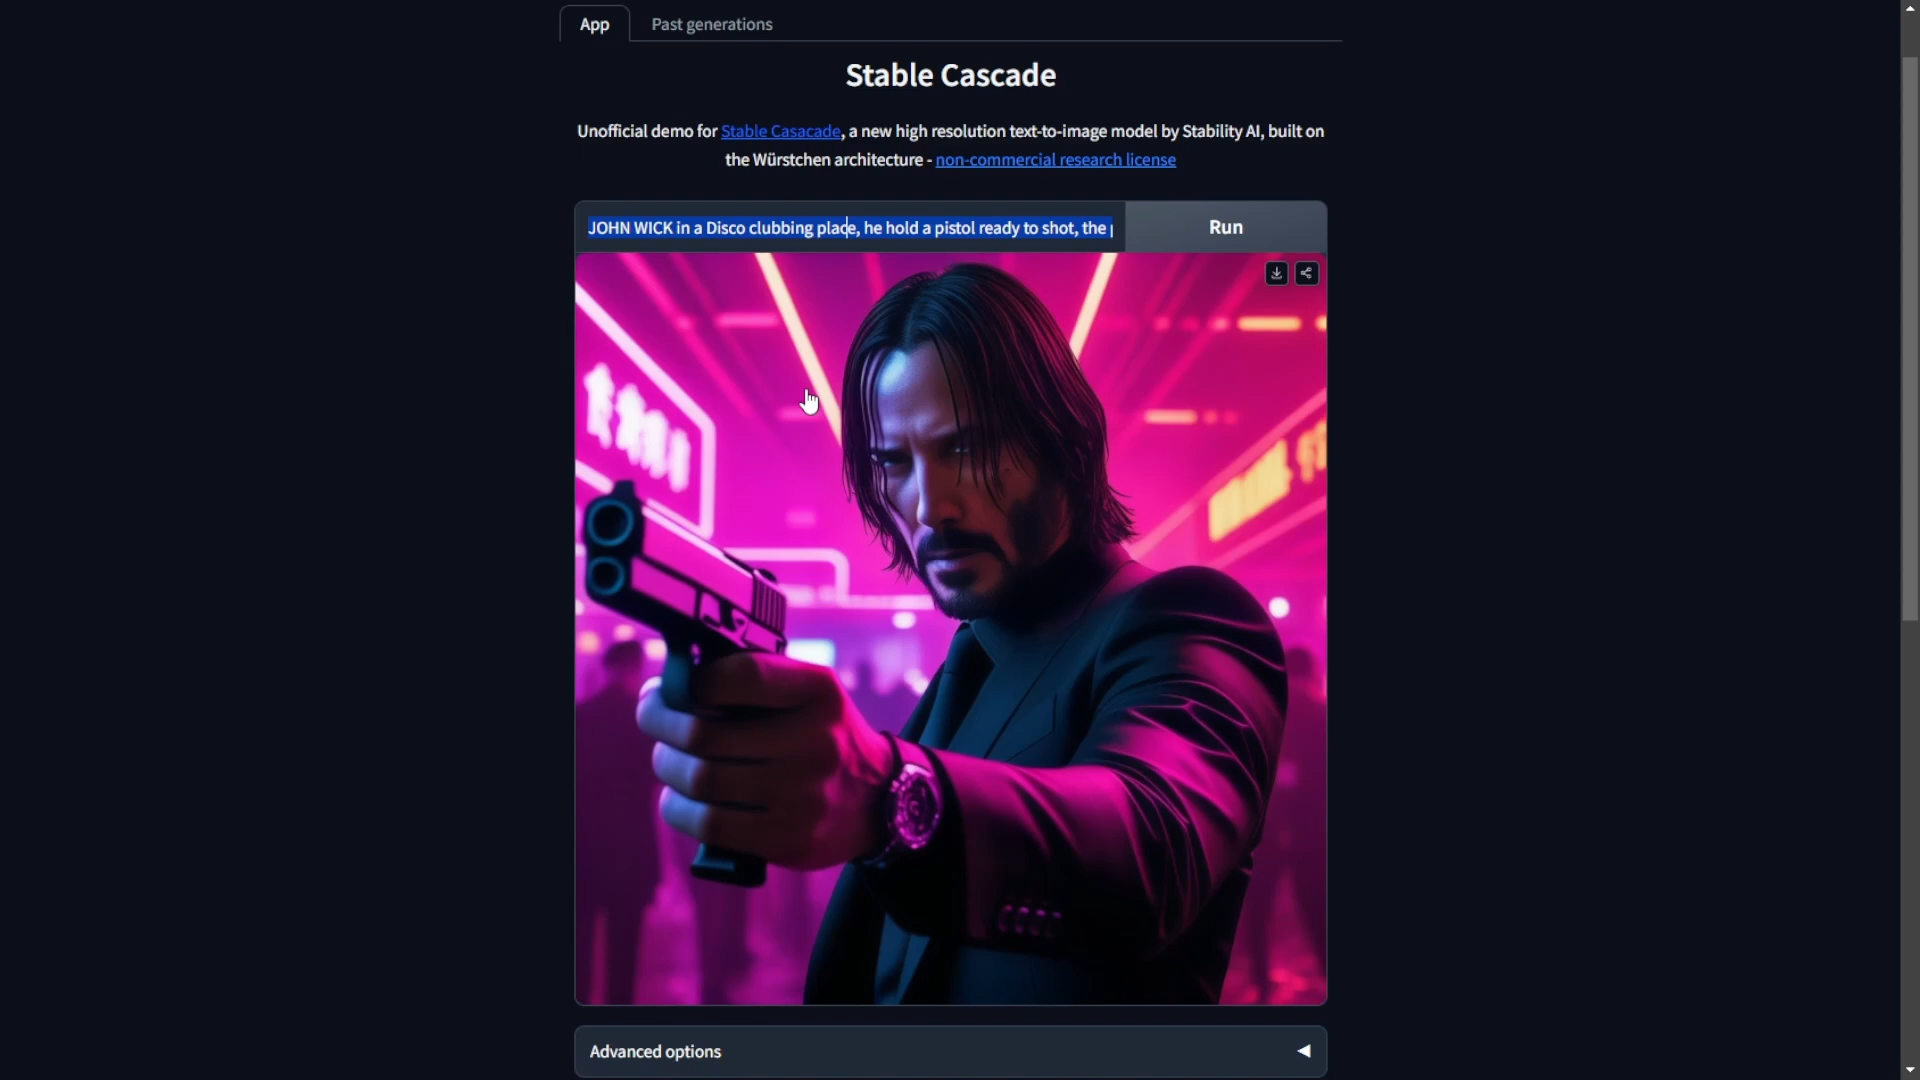 App
Past generations
Stable Cascade
Unofficial demo for Stable Casacade, a new high resolution text-to-image model by Stability AI, built on
the Würstchen architecture - non-commercial research license
JOHN WICK in a Disco clubbing place, he hold a pistol ready to shot, the
Run
Advanced options